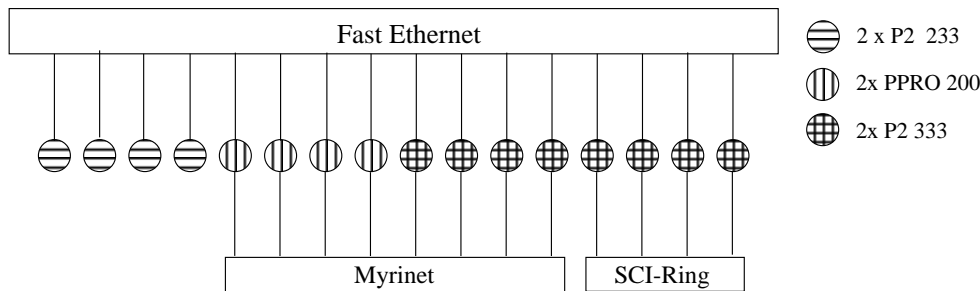 Fast Ethernet
2 x P2 233
2x PPRO 200
2x P2 333
Myrinet
SCI-Ring